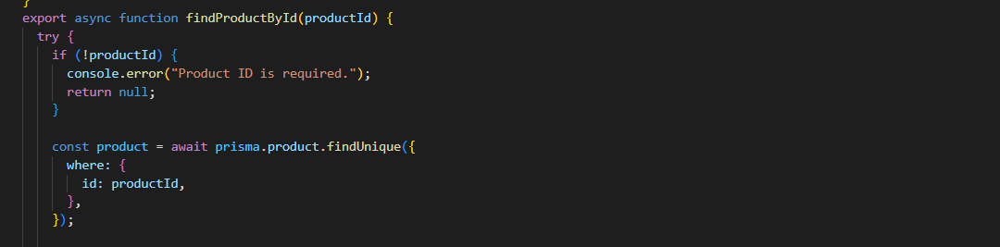 }
export async function findProductById(productId) {
try {
if (!productId) {
console.error("Product ID is required.");
return null;
}
const product = await prisma.product.findUnique({
where: {
id: productId,
},
});